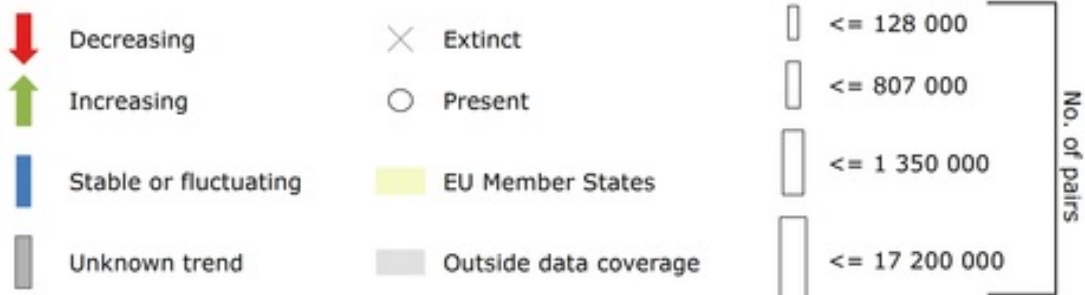 Decreasing
Increasing
Stable or fluctuating
Unknown trend
Extinct
Present
EU Member States
Outside data coverage
<= 128 000
<= 807 000
<= 1 350 000
<= 17 200 000
No. of pairs